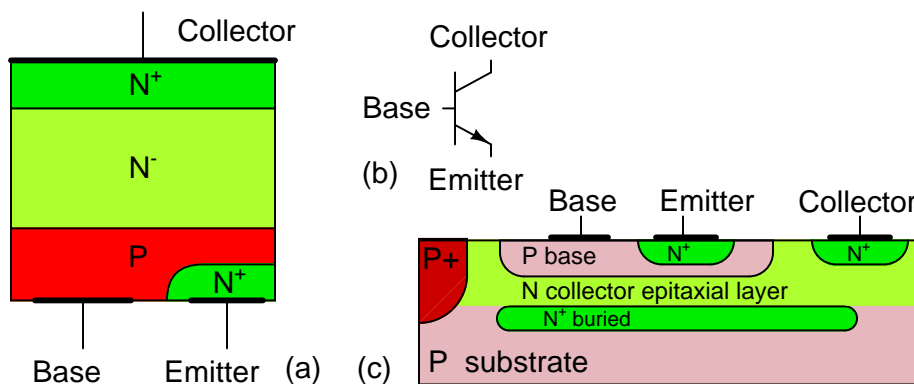 Collector
N+
N-
P
N+
Base
Emitter
(a)
Collector
Base
Emitter
(b)
Base
Emitter
Collector
P+
P base
N+
N+
N collector epitaxial layer
N+ buried
P substrate
(c)